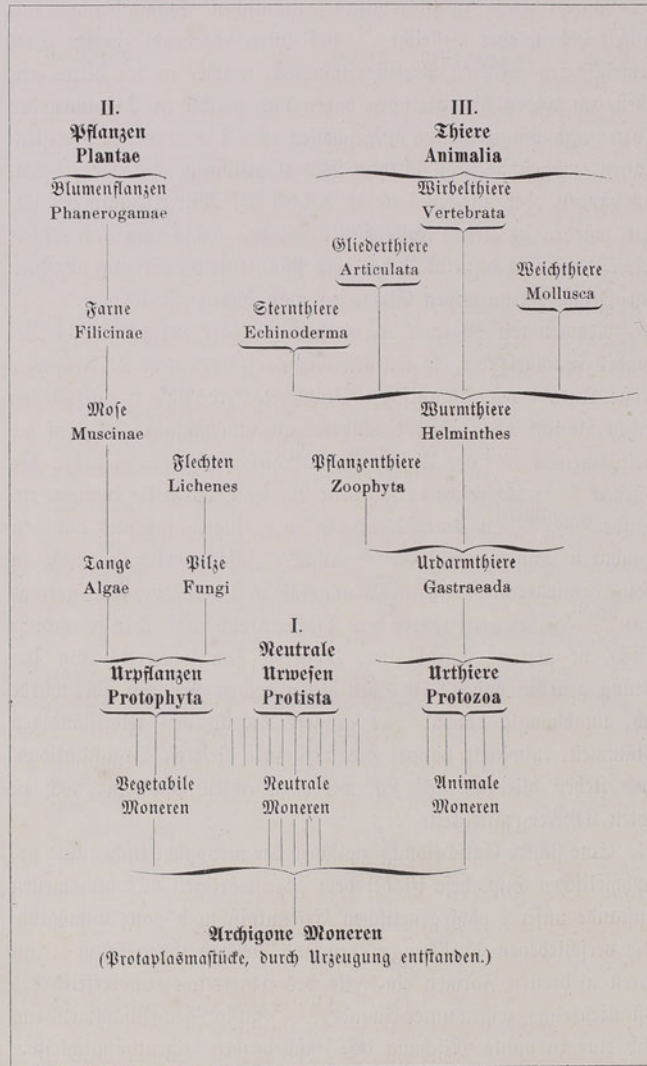 II.
Pflanzen
Plantae
Blumenflanzen
Phanerogamae
Farne
Filicinae
Mose
Muscinae
Flechten
Lichenes
Tange
Algae
Pilze
Fungi
Urpflanzen
Protophyta
Vegetabile
Moneren
I.
Neutrale
Urwesen
Protista
Neutrale
Moneren
III.
Thiere
Animalia
Wirbelthiere
Vertebrata
Gliederthiere
Articulata
Weichthiere
Mollusca
Sternthiere
Echinoderma
Wurmthiere
Helminthes
Pflanzenthiere
Zoophyta
Urdarmthiere
Gastraeada
Urthiere
Protozoa
Animale
Moneren
Archigone Moneren
(Protaplasmastücke, durch Urzeugung entstanden.)